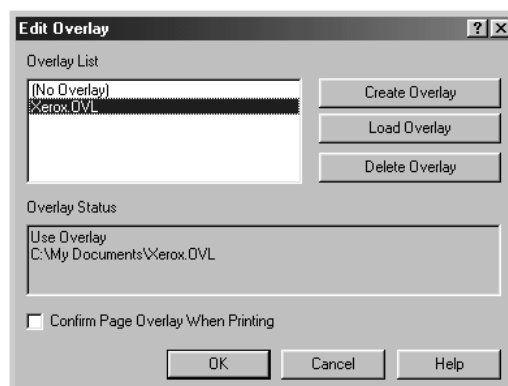 Edit Overlay
Overlay List
(No Overlay)
Xerox.OVL
Create Overlay
Load Overlay
Delete Overlay
Overlay Status
Use Overlay
C:\My Documents\Xerox.OVL
Confirm Page Overlay When Printing
OK Cancel Help